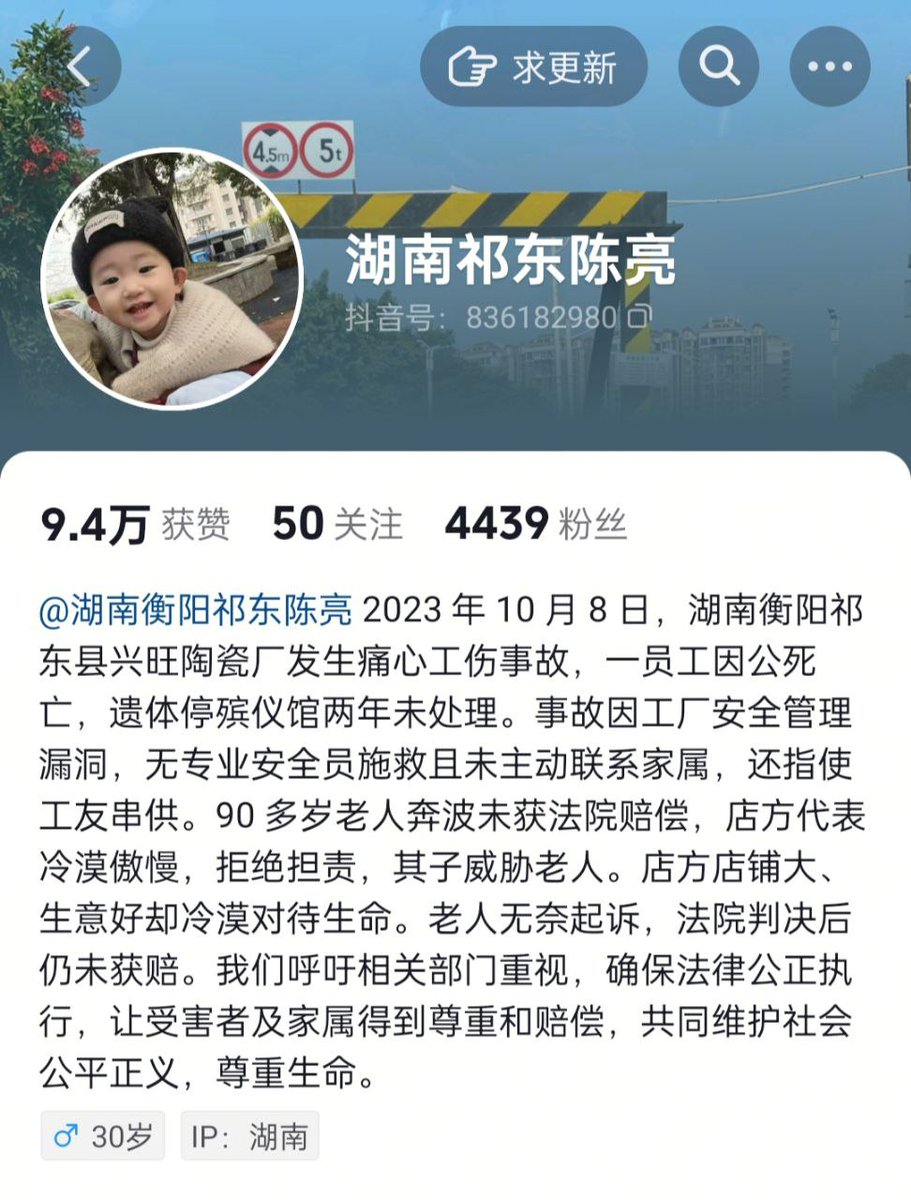 求更新
4.5m 5t
湖南祁东陈亮
抖音号：836182980
9.4万 获赞 50 关注 4439 粉丝
@湖南衡阳祁东陈亮 2023 年 10 月 8 日，湖南衡阳祁
东县兴旺陶瓷厂发生痛心工伤事故，一员工因公死
亡，遗体停殡仪馆两年未处理。事故因工厂安全管理
漏洞，无专业安全员施救且未主动联系家属，还指使
工友串供。90 多岁老人奔波未获法院赔偿，店方代表
冷漠傲慢，拒绝担责，其子威胁老人。店方店铺大、
生意好却冷漠对待生命。老人无奈起诉，法院判决后
仍未获赔。我们呼吁相关部门重视，确保法律公正执
行，让受害者及家属得到尊重和赔偿，共同维护社会
公平正义，尊重生命。
♂ 30岁 IP：湖南